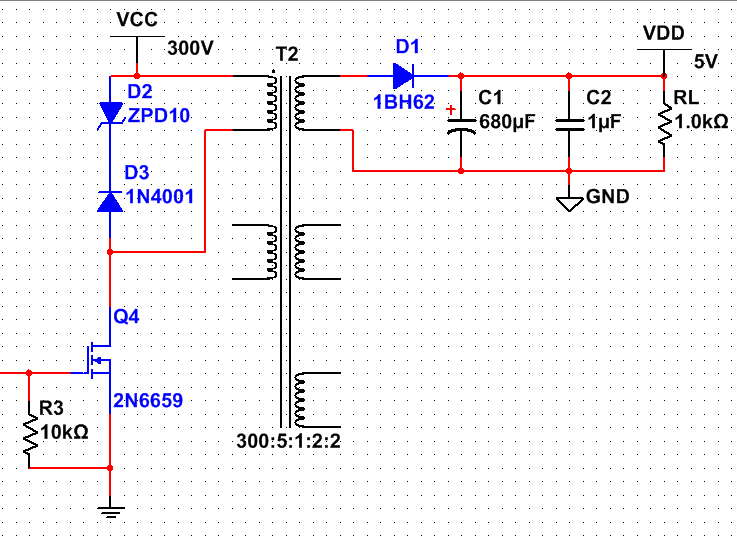 VCC
300V
T2
D1
1BH62
VDD
5V
D2
ZPD10
C1
680µF
C2
1µF
RL
1.0kΩ
D3
1N4001
GND
Q4
2N6659
R3
10kΩ
300:5:1:2:2